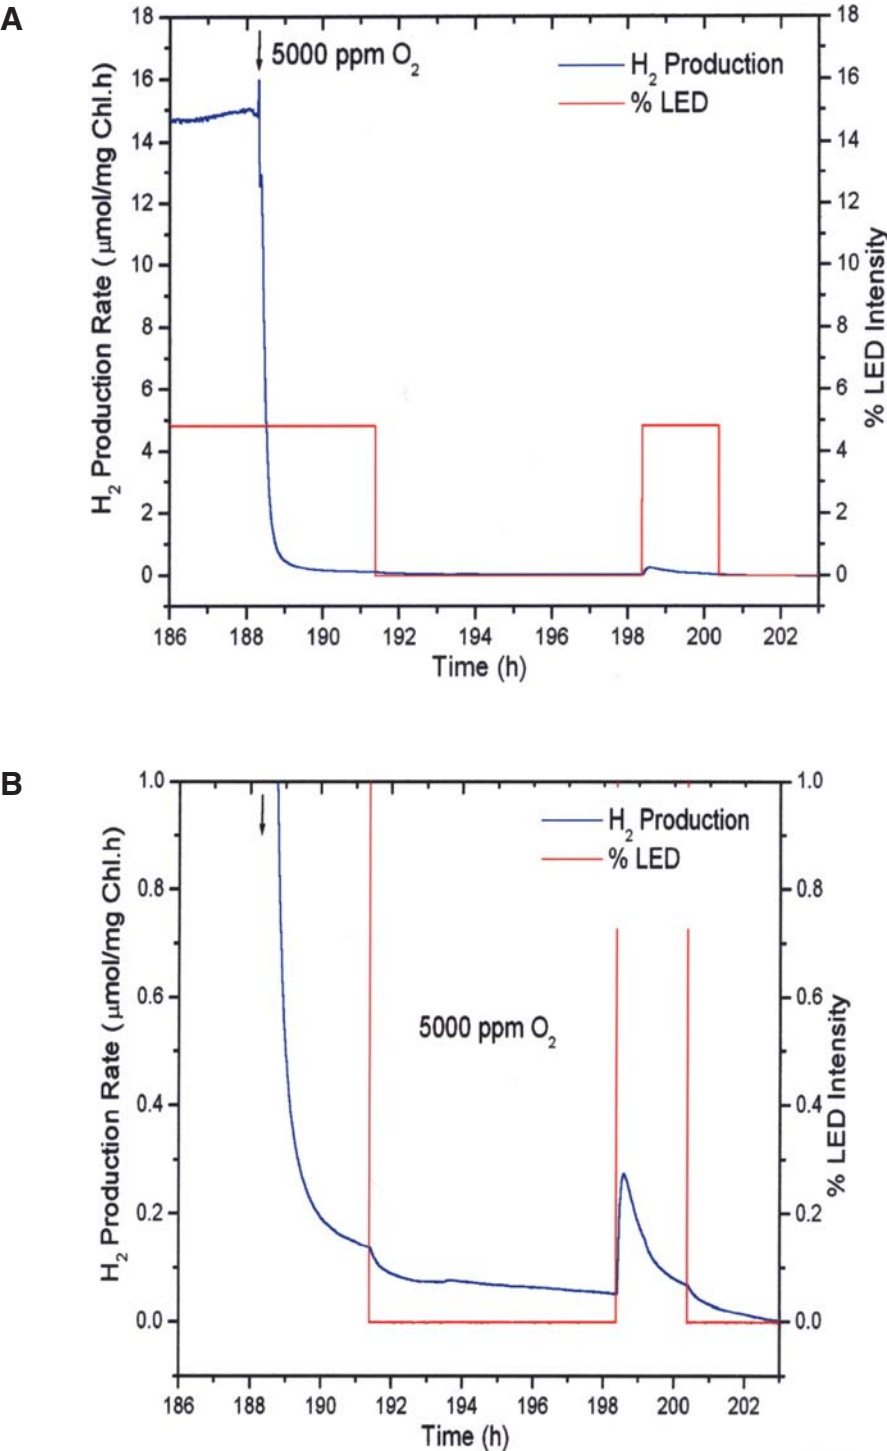 A
18
16
14
12
10
8
6
4
2
0
H₂ Production Rate (μmol/mg Chl.h)
5000 ppm O₂
H₂ Production
% LED
18
16
14
12
10
8
6
4
2
0
% LED Intensity
186 188 190 192 194 196 198 200 202
Time (h)
B
1.0
0.8
0.6
0.4
0.2
0.0
H₂ Production Rate (μmol/mg Chl.h)
H₂ Production
% LED
5000 ppm O₂
1.0
0.8
0.6
0.4
0.2
0.0
% LED Intensity
186 188 190 192 194 196 198 200 202
Time (h)